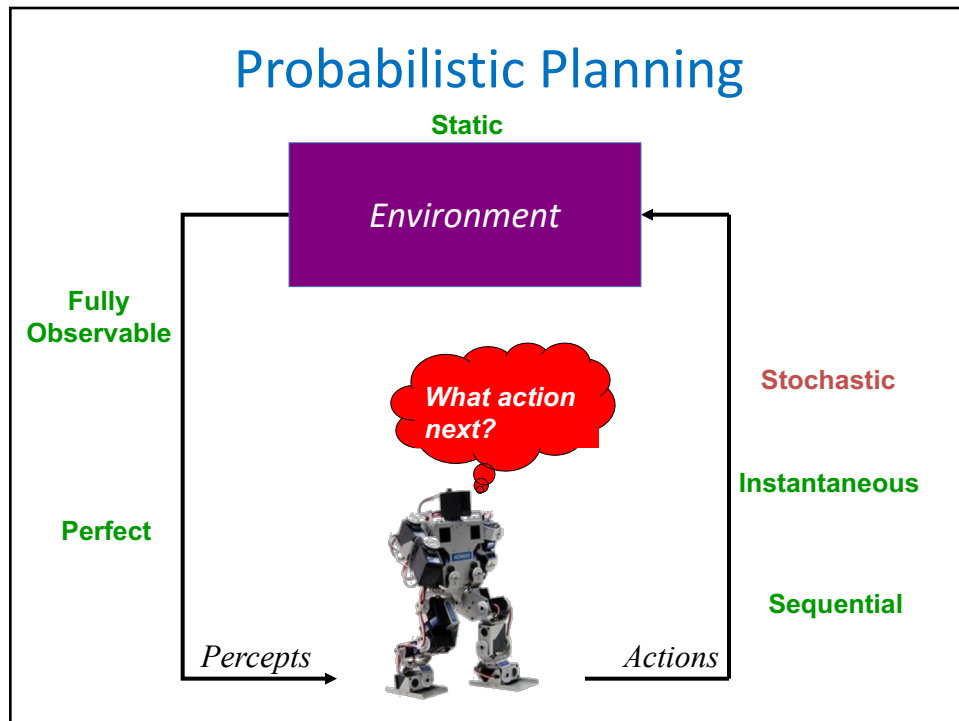 Probabilistic Planning
Static
Environment
Fully
Observable
What action
next?
Stochastic
Instantaneous
Perfect
Sequential
Percepts
Actions